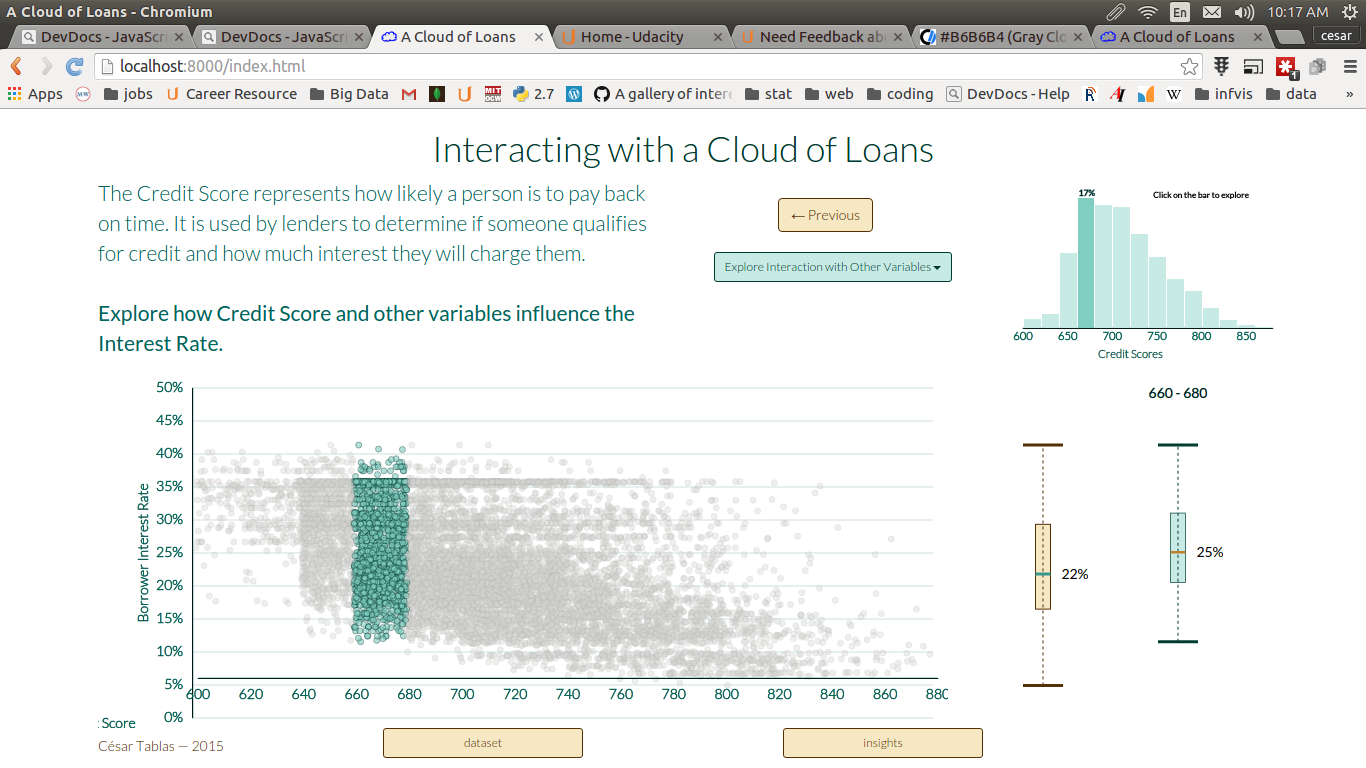 A Cloud of Loans - Chromium
En
10:17 AM
DevDocs - JavaScri
DevDocs - JavaScri
A Cloud of Loans
Home - Udacity
Need Feedback ab
#B6B6B4 (Gray Clo
A Cloud of Loans
cesar
localhost:8000/index.html
1
Apps
jobs
Career Resource
Big Data
MIT
2.7
A gallery of inter
stat
web
coding
DevDocs - Help
infvis
data
»
Interacting with a Cloud of Loans
The Credit Score represents how likely a person is to pay back
on time. It is used by lenders to determine if someone qualifies
for credit and how much interest they will charge them.
Explore how Credit Score and other variables influence the
Interest Rate.
← Previous
Explore Interaction with Other Variables
17%
Click on the bar to explore
600 650 700 750 800 850
Credit Scores
50%
45%
40%
35%
30%
25%
20%
15%
10%
5%
0%
Borrower Interest Rate
600 620 640 660 680 700 720 740 760 780 800 820 840 860 880
: Score
660 - 680
22%
25%
César Tablas — 2015
dataset
insights